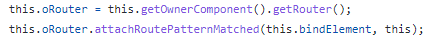 this.oRouter = this.getOwnerComponent().getRouter();
this.oRouter.attachRoutePatternMatched(this.bindElement, this);